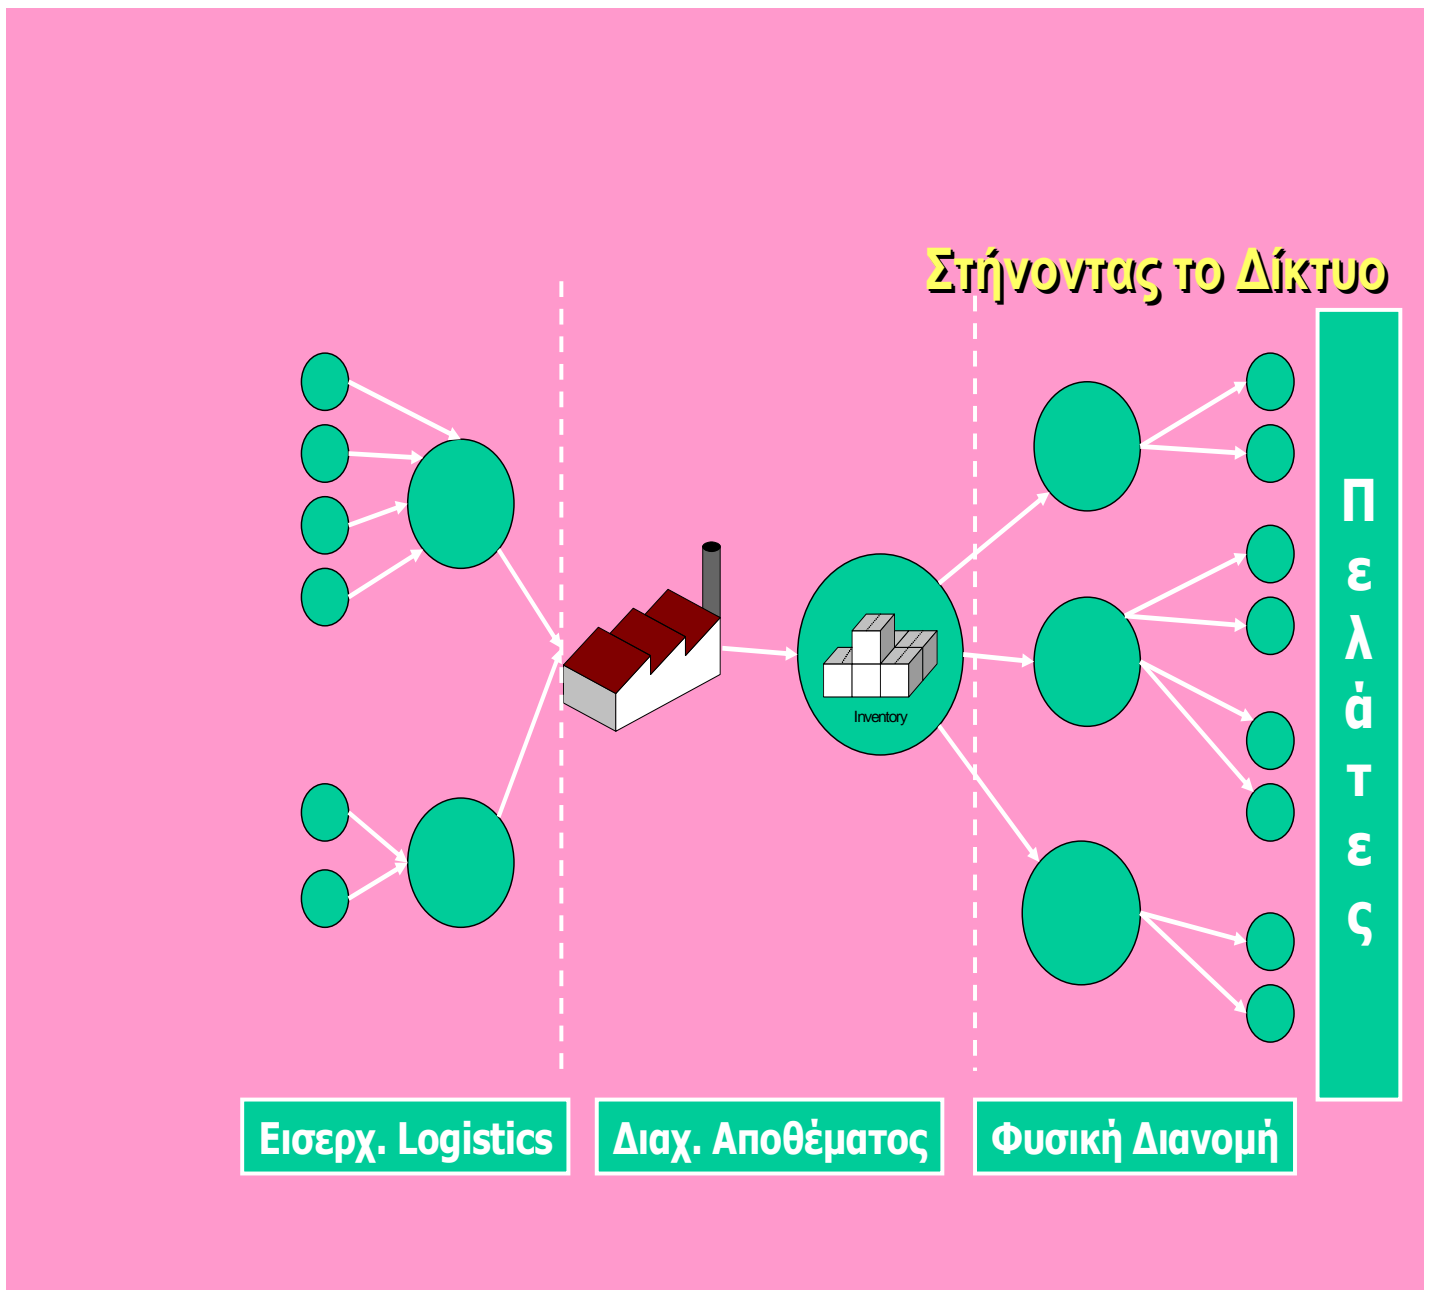 Στήνοντας το Δίκτυο
Π
ε
λ
ά
τ
ε
ς
Inventory
Εισερχ. Logistics
Διαχ. Αποθέματος
Φυσική Διανομή